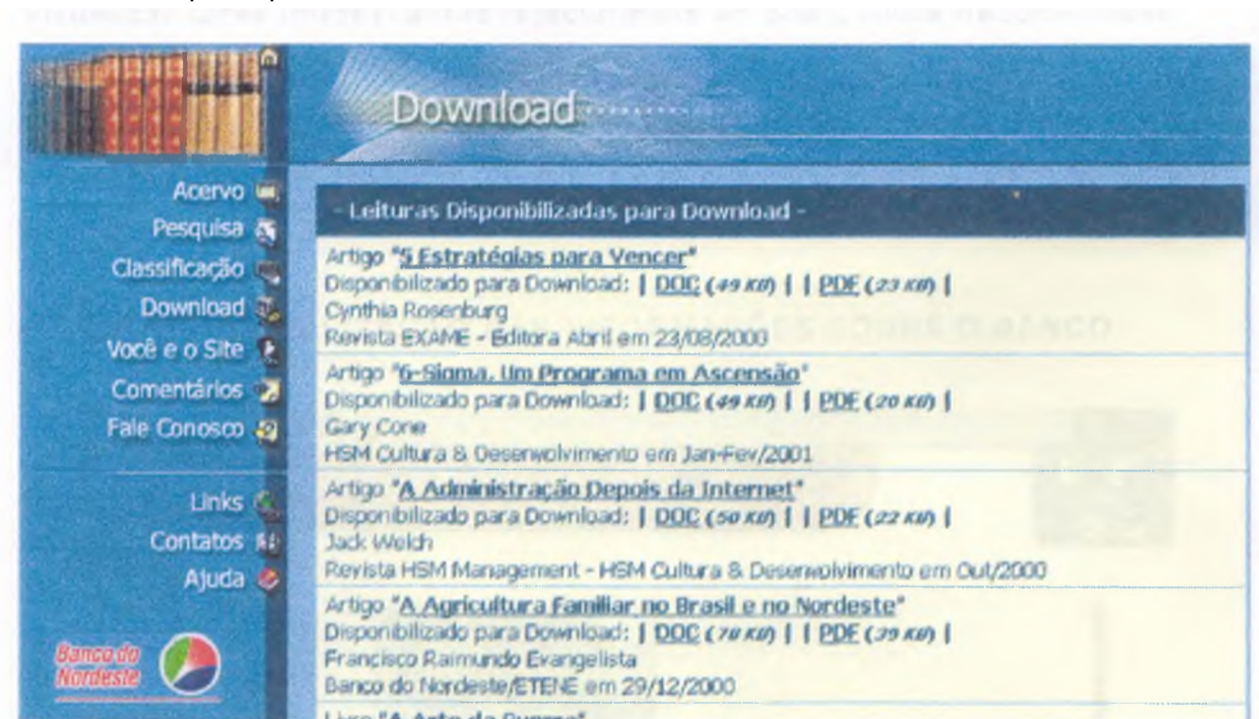 Download
Acervo
Pesquisa
Classificação
Download
Você e o Site
Comentários
Fale Conosco
Links
Contatos
Ajuda
Banco do
Nordeste
- Leituras Disponibilizadas para Download -
Artigo "5 Estratégias para Vencer"
Disponibilizado para Download: | DOC (49 KB) | | PDF (23 KB) |
Cynthia Rosenburg
Revista EXAME - Editora Abril em 23/08/2000
Artigo "6-Sigma, Um Programa em Ascensão"
Disponibilizado para Download: | DOC (49 KB) | | PDF (20 KB) |
Gary Cone
HSM Cultura & Desenvolvimento em Jan-Fev/2001
Artigo "A Administração Depois da Internet"
Disponibilizado para Download: | DOC (50 KB) | | PDF (22 KB) |
Jack Welch
Revista HSM Management - HSM Cultura & Desenvolvimento em Out/2000
Artigo "A Agricultura Familiar no Brasil e no Nordeste"
Disponibilizado para Download: | DOC (70 KB) | | PDF (39 KB) |
Francisco Raimundo Evangelista
Banco do Nordeste/ETENE em 29/12/2000
Livro "A Arte da Guerra"